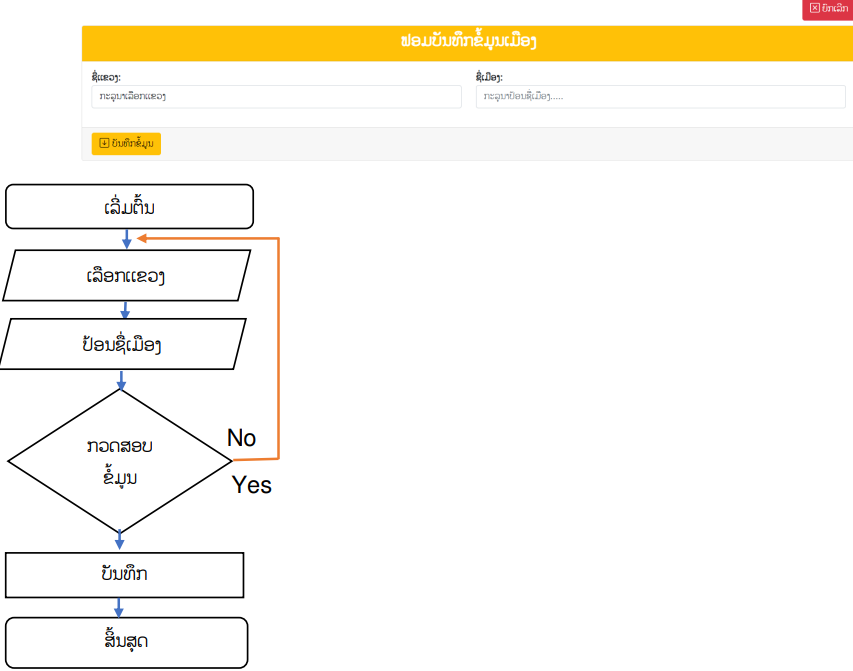 ຍົກເລີກ
ຟອມບັນທຶກຂໍ້ມູນເມືອງ
ຊື່ແຂວງ:
ຊື່ເມືອງ:
ກະລຸນາເລືອກແຂວງ
ກະລຸນາປ້ອນຊື່ເມືອງ.....
ບັນທຶກຂໍ້ມູນ
ເລີ່ມຕົ້ນ
ເລືອກແຂວງ
ປ້ອນຊື່ເມືອງ
ກວດສອບ
ຂໍ້ມູນ
No
Yes
ບັນທຶກ
ສິ້ນສຸດ